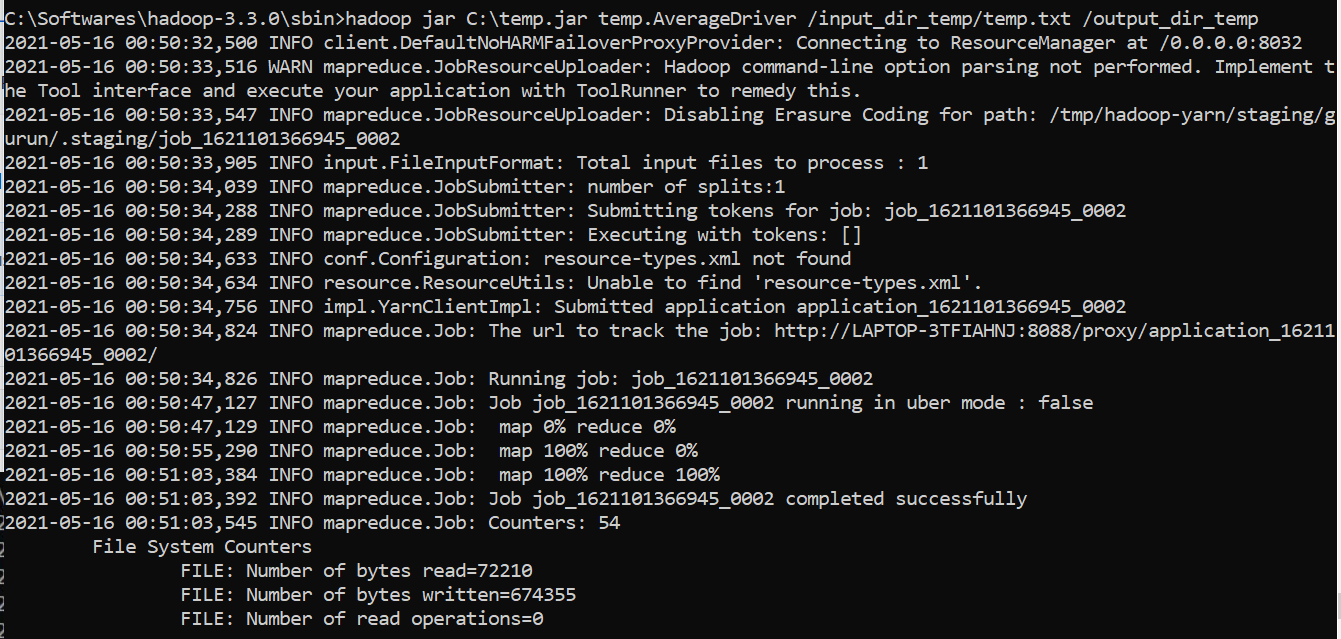 C:\Softwares\hadoop-3.3.0\sbin>hadoop jar C:\temp.jar temp.AverageDriver /input_dir_temp/temp.txt /output_dir_temp
2021-05-16 00:50:32,500 INFO client.DefaultNoHARMFailoverProxyProvider: Connecting to ResourceManager at /0.0.0.0:8032
2021-05-16 00:50:33,516 WARN mapreduce.JobResourceUploader: Hadoop command-line option parsing not performed. Implement t
he Tool interface and execute your application with ToolRunner to remedy this.
2021-05-16 00:50:33,547 INFO mapreduce.JobResourceUploader: Disabling Erasure Coding for path: /tmp/hadoop-yarn/staging/g
urun/.staging/job_1621101366945_0002
2021-05-16 00:50:33,905 INFO input.FileInputFormat: Total input files to process : 1
2021-05-16 00:50:34,039 INFO mapreduce.JobSubmitter: number of splits:1
2021-05-16 00:50:34,288 INFO mapreduce.JobSubmitter: Submitting tokens for job: job_1621101366945_0002
2021-05-16 00:50:34,289 INFO mapreduce.JobSubmitter: Executing with tokens: []
2021-05-16 00:50:34,633 INFO conf.Configuration: resource-types.xml not found
2021-05-16 00:50:34,634 INFO resource.ResourceUtils: Unable to find 'resource-types.xml'.
2021-05-16 00:50:34,756 INFO impl.YarnClientImpl: Submitted application application_1621101366945_0002
2021-05-16 00:50:34,824 INFO mapreduce.Job: The url to track the job: http://LAPTOP-3TFIAHNJ:8088/proxy/application_16211
01366945_0002/
2021-05-16 00:50:34,826 INFO mapreduce.Job: Running job: job_1621101366945_0002
2021-05-16 00:50:47,127 INFO mapreduce.Job: Job job_1621101366945_0002 running in uber mode : false
2021-05-16 00:50:47,129 INFO mapreduce.Job:  map 0% reduce 0%
2021-05-16 00:50:55,290 INFO mapreduce.Job:  map 100% reduce 0%
2021-05-16 00:51:03,384 INFO mapreduce.Job:  map 100% reduce 100%
2021-05-16 00:51:03,392 INFO mapreduce.Job: Job job_1621101366945_0002 completed successfully
2021-05-16 00:51:03,545 INFO mapreduce.Job: Counters: 54
File System Counters
FILE: Number of bytes read=72210
FILE: Number of bytes written=674355
FILE: Number of read operations=0